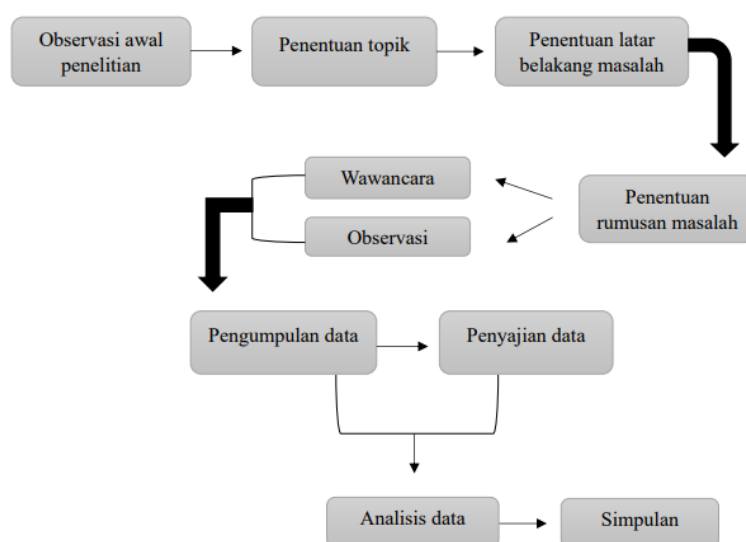 Observasi awal
penelitian
Penentuan topik
Penentuan latar
belakang masalah
Wawancara
Observasi
Penentuan
rumusan masalah
Pengumpulan data
Penyajian data
Analisis data
Simpulan